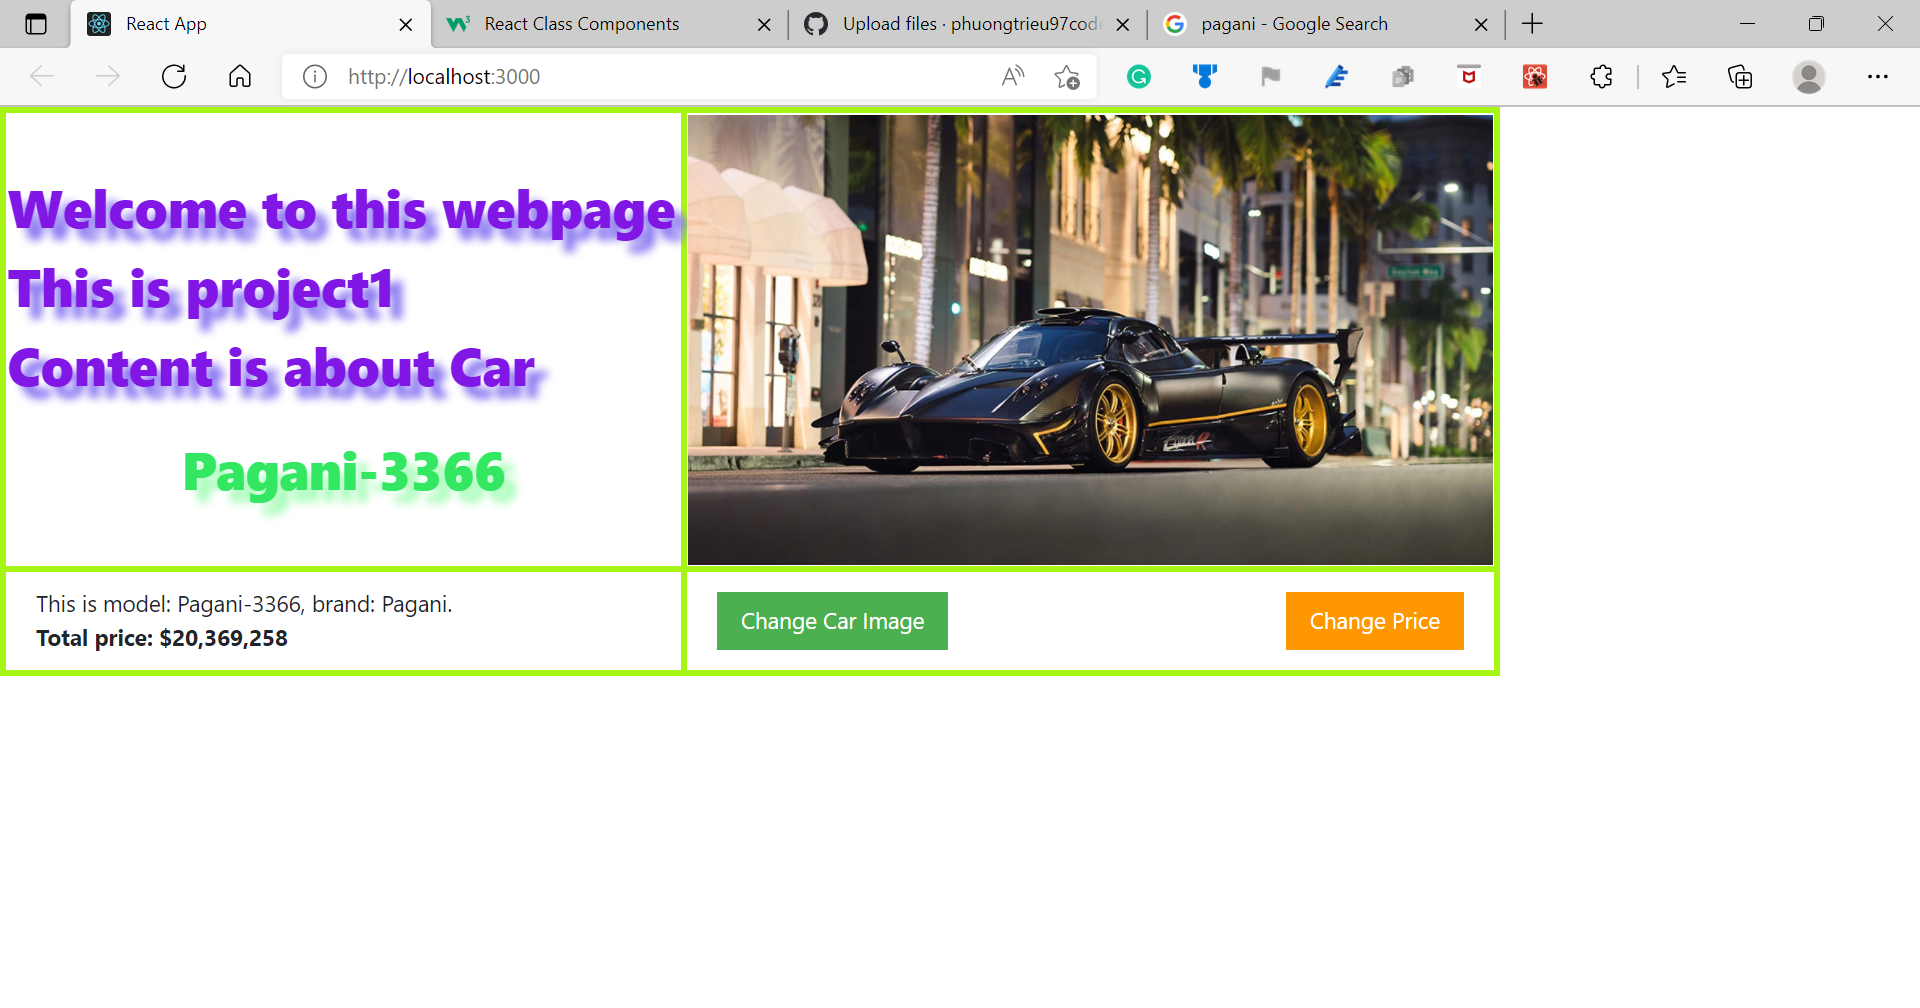 React App
React Class Components
Upload files · phuongtrieu97cod
pagani - Google Search
http://localhost:3000
Welcome to this webpage
This is project1
Content is about Car
Pagani-3366
This is model: Pagani-3366, brand: Pagani.
Total price: $20,369,258
Change Car Image
Change Price